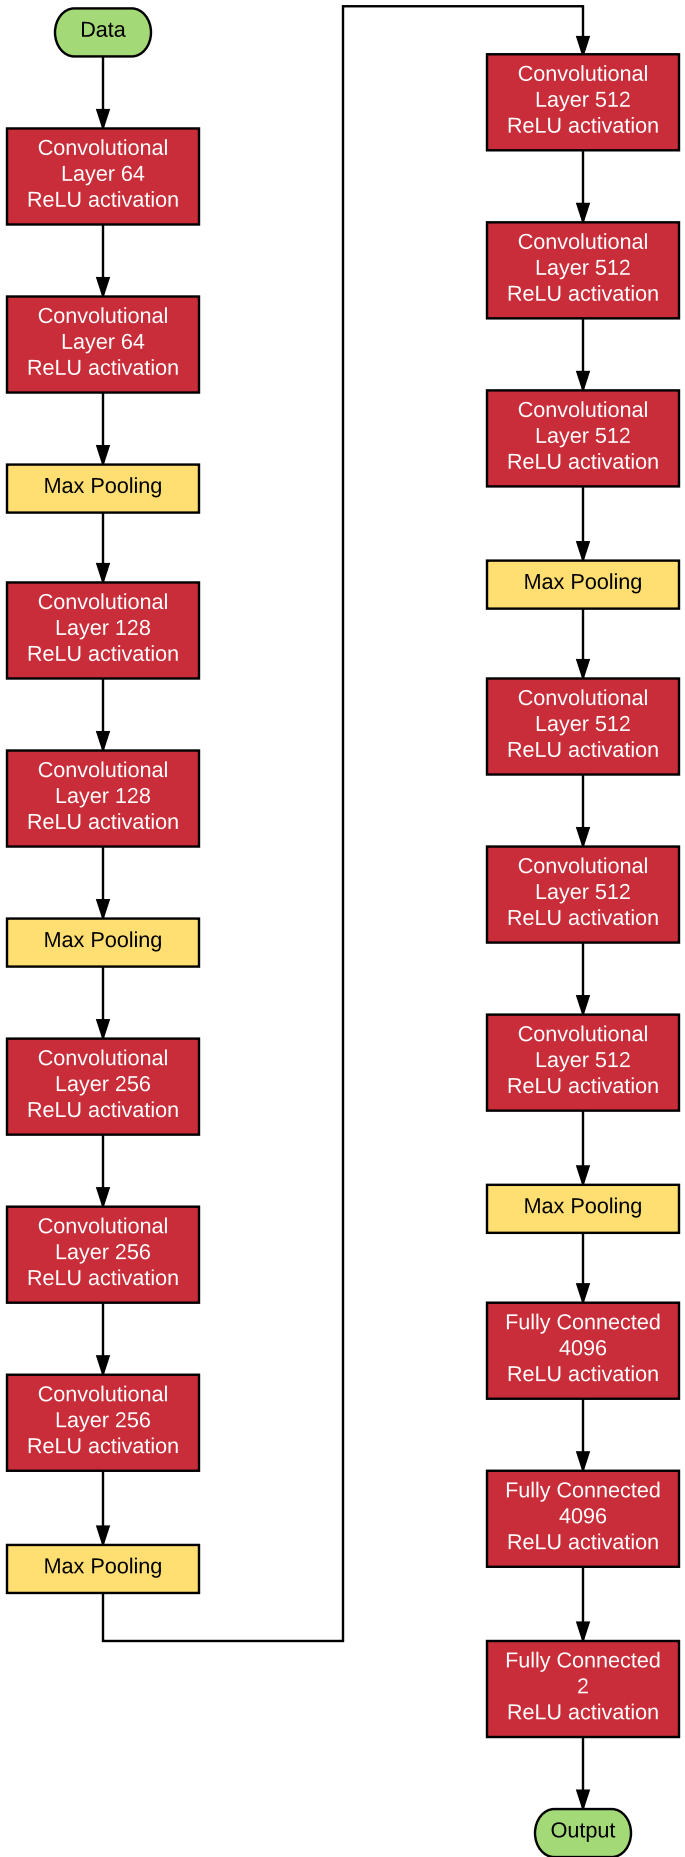 Data
Convolutional
Layer 64
ReLU activation
Convolutional
Layer 64
ReLU activation
Max Pooling
Convolutional
Layer 128
ReLU activation
Convolutional
Layer 128
ReLU activation
Max Pooling
Convolutional
Layer 256
ReLU activation
Convolutional
Layer 256
ReLU activation
Convolutional
Layer 256
ReLU activation
Max Pooling
Convolutional
Layer 512
ReLU activation
Convolutional
Layer 512
ReLU activation
Convolutional
Layer 512
ReLU activation
Max Pooling
Convolutional
Layer 512
ReLU activation
Convolutional
Layer 512
ReLU activation
Convolutional
Layer 512
ReLU activation
Max Pooling
Fully Connected
4096
ReLU activation
Fully Connected
4096
ReLU activation
Fully Connected
2
ReLU activation
Output